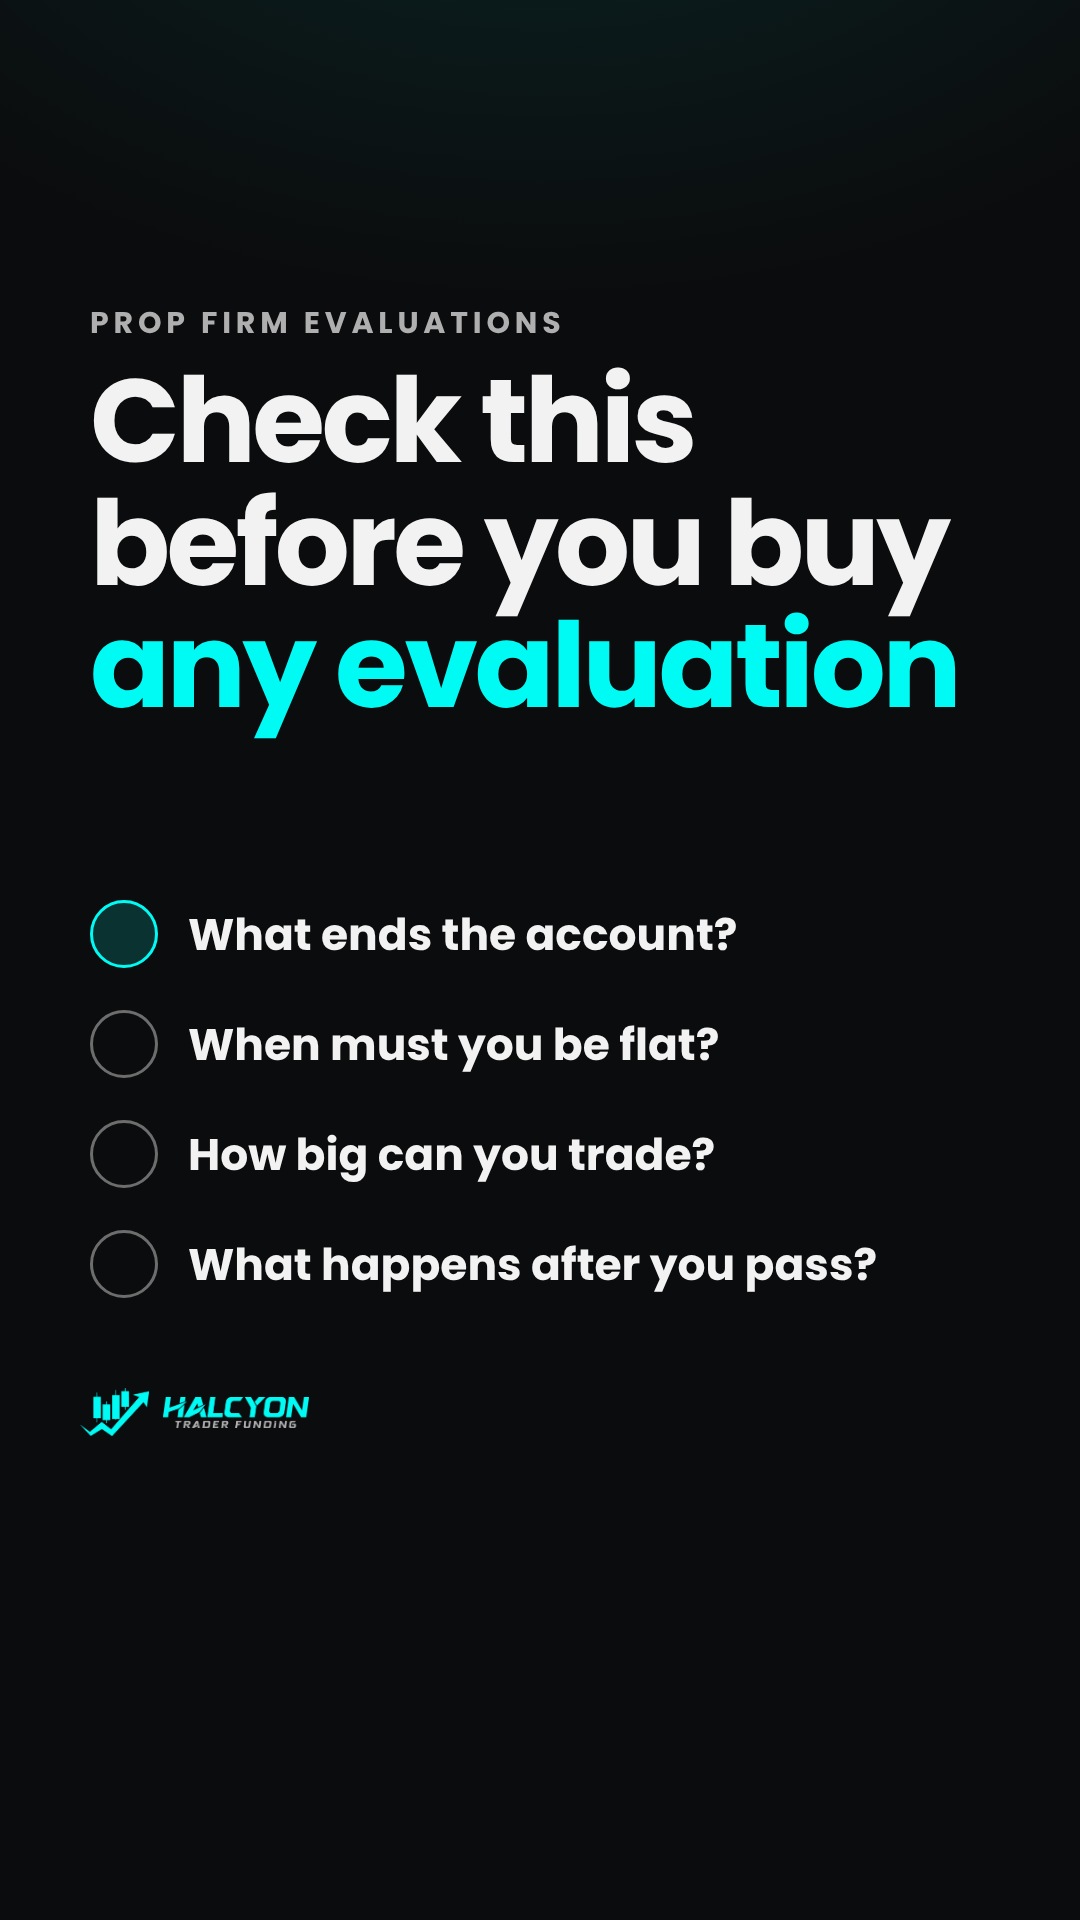 PROP FIRM EVALUATIONS
Check this
before you buy
any evaluation
What ends the account?
When must you be flat?
How big can you trade?
What happens after you pass?
HALCYON
TRADER FUNDING